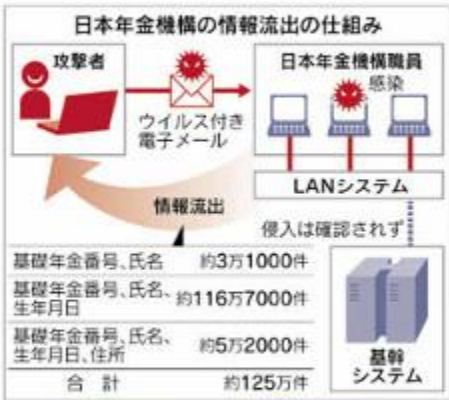 日本年金機構の情報流出の仕組み
攻撃者
ウイルス付き
電子メール
日本年金機構職員
感染
LANシステム
情報流出
侵入は確認されず
基礎年金番号、氏名 約3万1000件
基礎年金番号、氏名、
生年月日 約116万7000件
基礎年金番号、氏名、
生年月日、住所 約5万2000件
合計 約125万件
基幹
システム